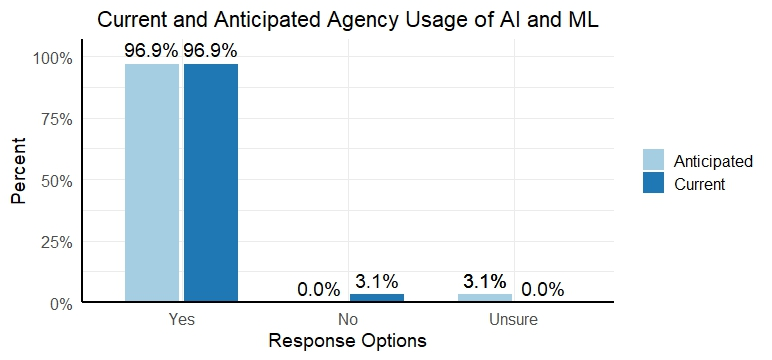 Current and Anticipated Agency Usage of AI and ML
96.9% 96.9%
100%
75%
50%
25%
0%
Percent
0.0% 3.1% 3.1% 0.0%
Yes No Unsure
Response Options
Anticipated
Current